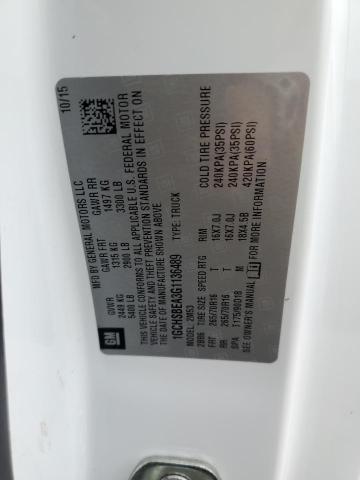 10/15
GM
MFD BY GENERAL MOTORS LLC
GVWR GAWR FRT GAWR RR
2449 KG 1315 KG 1497 KG
5400 LB 2900 LB 3300 LB
THIS VEHICLE CONFORMS TO ALL APPLICABLE U.S. FEDERAL MOTOR
VEHICLE SAFETY AND THEFT PREVENTION STANDARDS IN EFFECT ON
THE DATE OF MANUFACTURE SHOWN ABOVE.
1GCHSBEA3G1136489 TYPE: TRUCK
MODEL: 2M53
TIRE SIZE SPEED RTG RIM COLD TIRE PRESSURE
FRT 265/70R16 T 16X7.0J 240KPA(35PSI)
RR 265/70R16 T 16X7.0J 240KPA(35PSI)
SPA T175/90D18 M 18X4.5B 420KPA(60PSI)
SEE OWNER'S MANUAL FOR MORE INFORMATION.